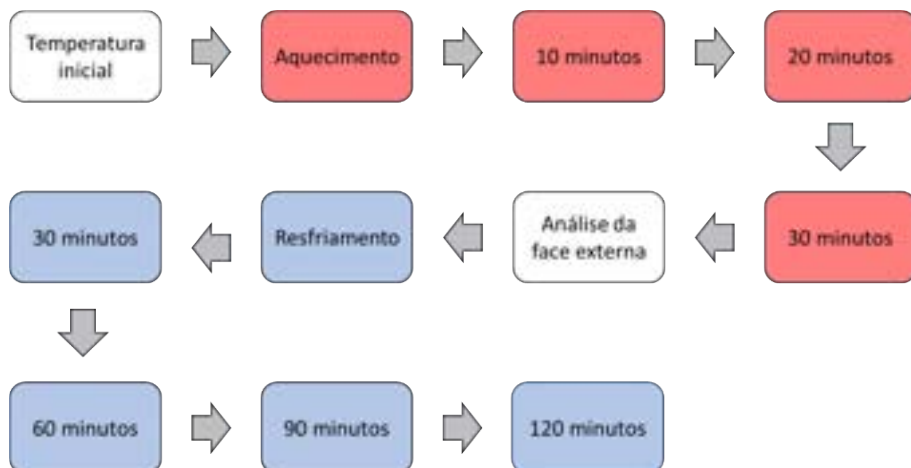 Temperatura
inicial
Aquecimento
10 minutos
20 minutos
30 minutos
Análise da
face externa
Resfriamento
30 minutos
60 minutos
90 minutos
120 minutos